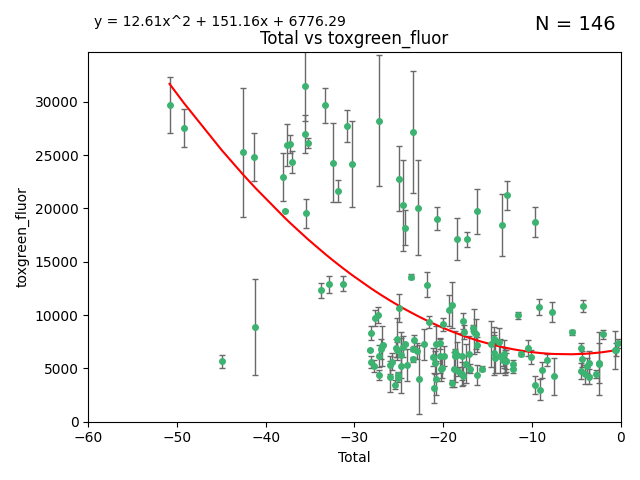 y = 12.61x^2 + 151.16x + 6776.29
N = 146
Total vs toxgreen_fluor
30000
25000
20000
15000
10000
5000
0
toxgreen_fluor
−60
−50
−40
−30
−20
−10
0
Total